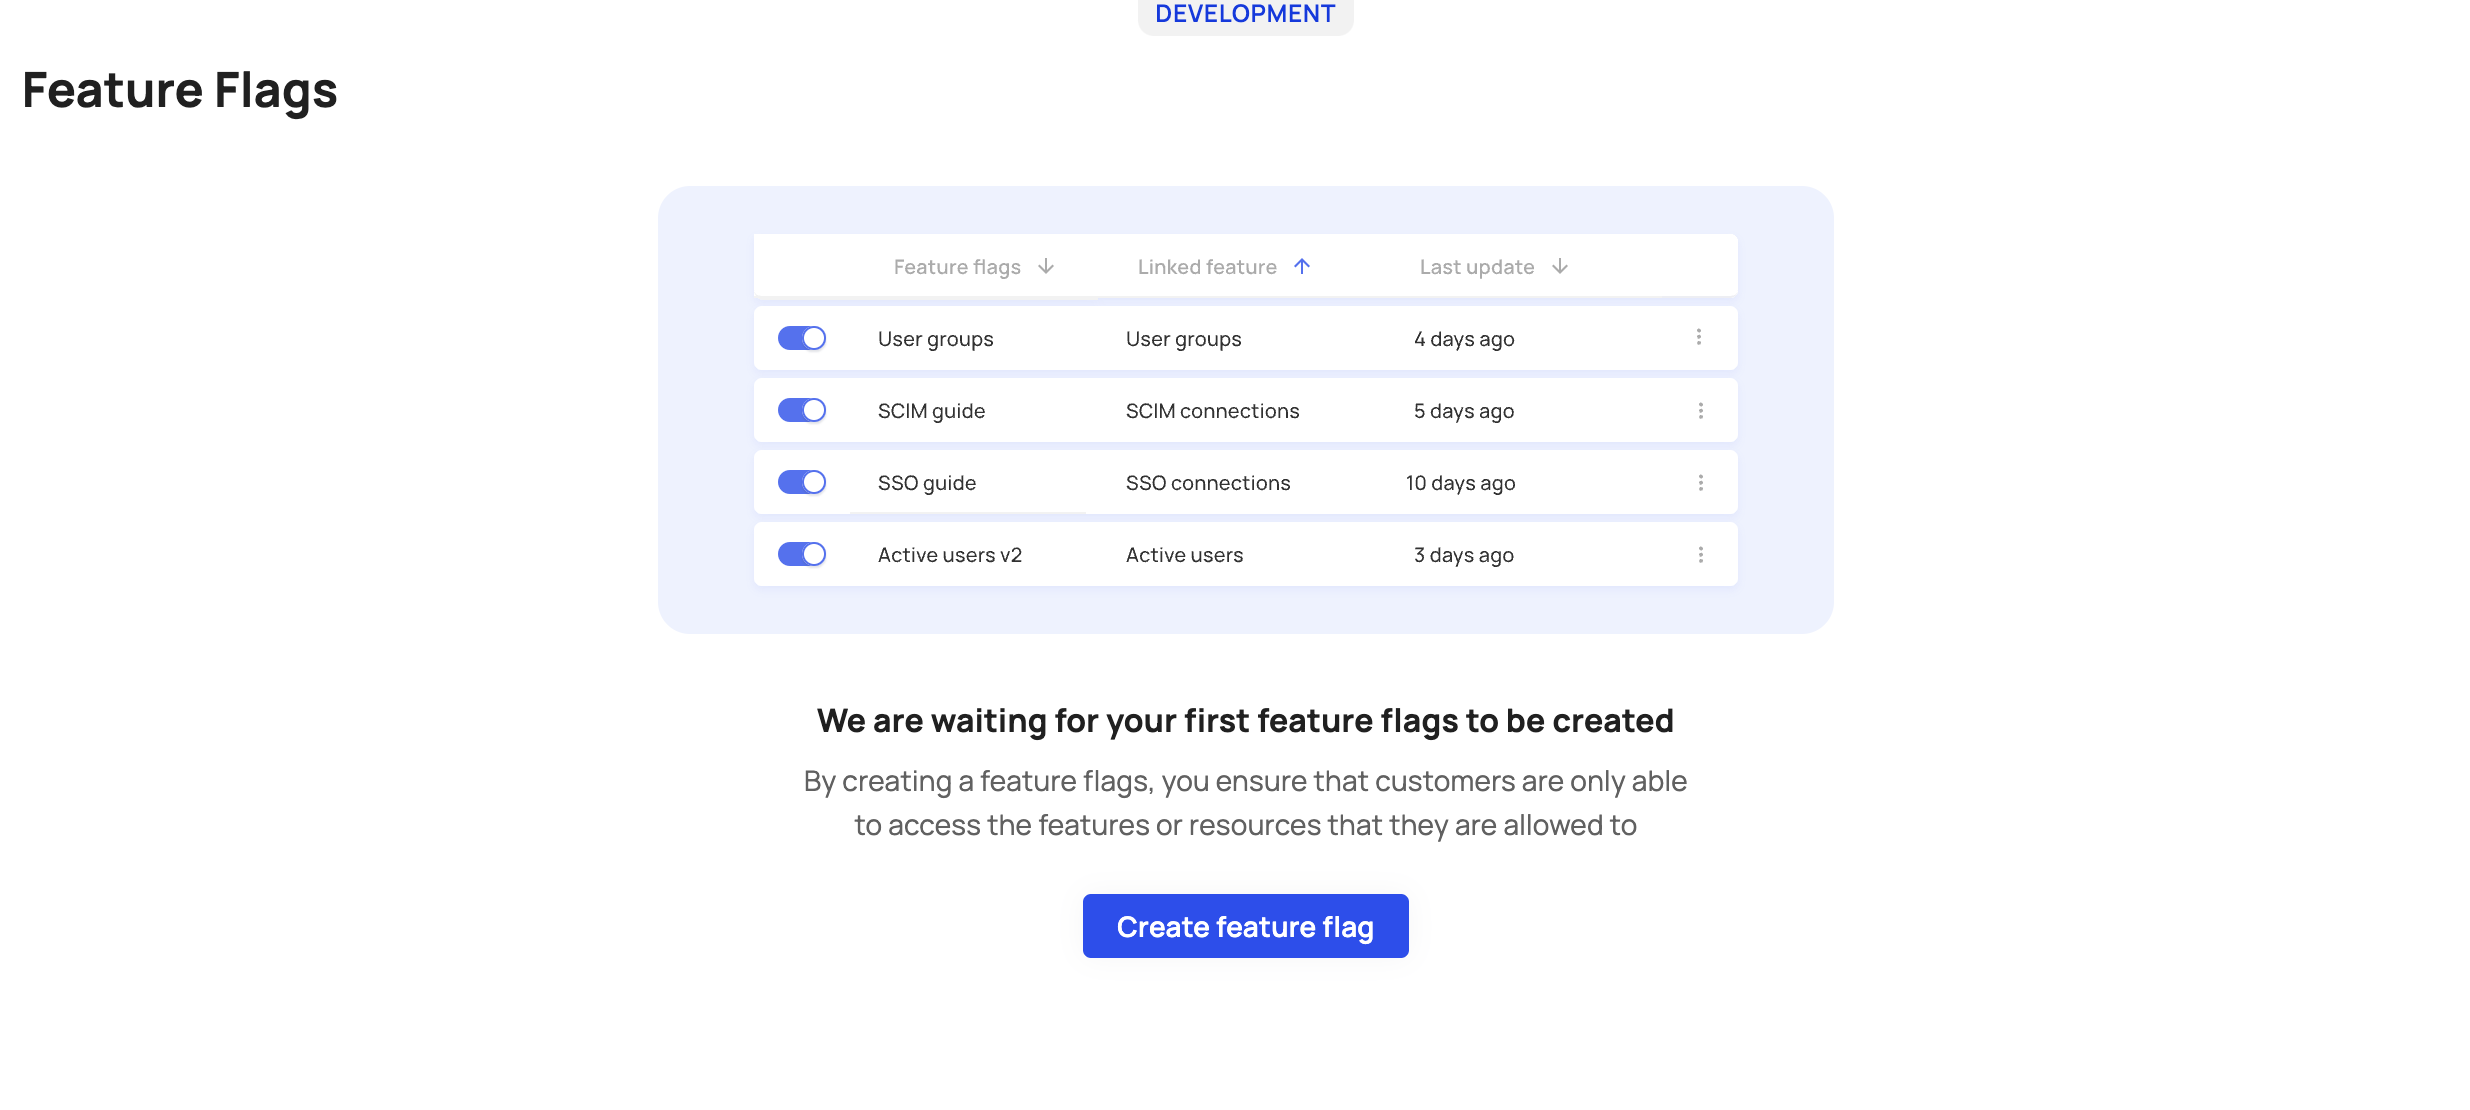 DEVELOPMENT
Feature Flags
Feature flags Linked feature Last update
User groups User groups 4 days ago
SCIM guide SCIM connections 5 days ago
SSO guide SSO connections 10 days ago
Active users v2 Active users 3 days ago
We are waiting for your first feature flags to be created
By creating a feature flags, you ensure that customers are only able
to access the features or resources that they are allowed to
Create feature flag